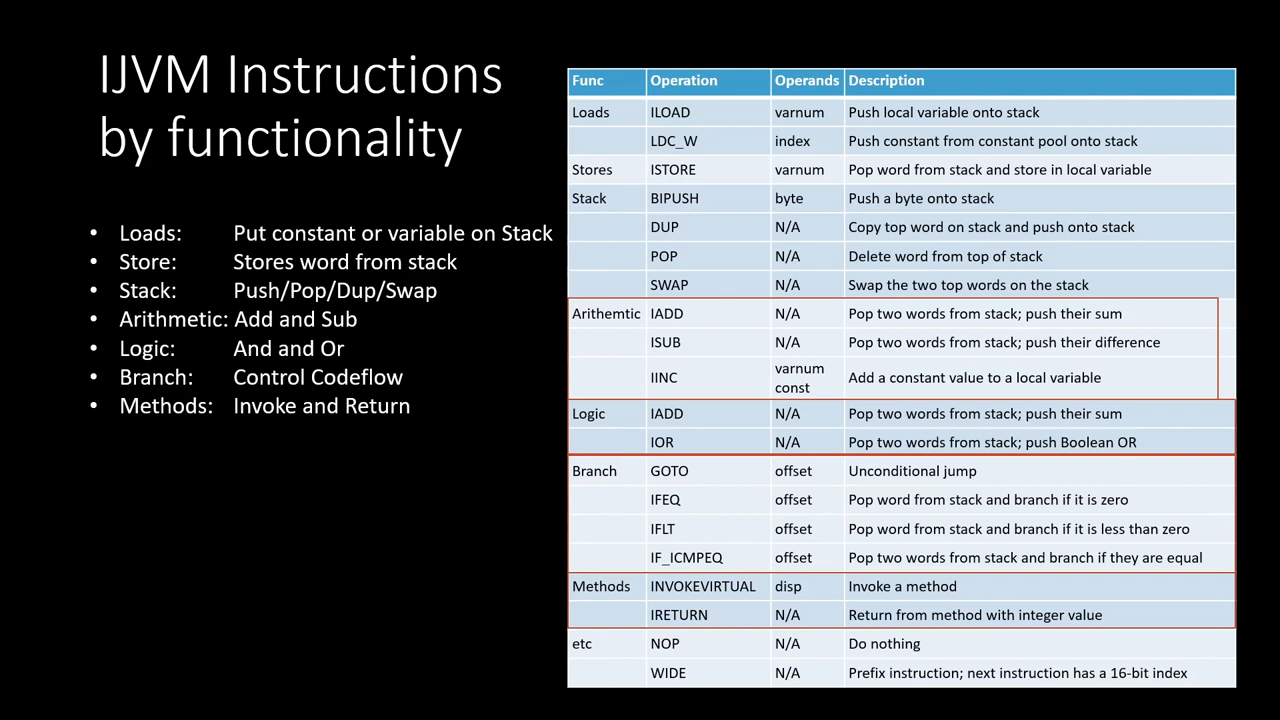 IJVM Instructions
by functionality
• Loads: Put constant or variable on Stack
• Store: Stores word from stack
• Stack: Push/Pop/Dup/Swap
• Arithmetic: Add and Sub
• Logic: And and Or
• Branch: Control Codeflow
• Methods: Invoke and Return
Func Operation Operands Description
Loads ILOAD varnum Push local variable onto stack
LDC_W index Push constant from constant pool onto stack
Stores ISTORE varnum Pop word from stack and store in local variable
Stack BIPUSH byte Push a byte onto stack
DUP N/A Copy top word on stack and push onto stack
POP N/A Delete word from top of stack
SWAP N/A Swap the two top words on the stack
Arithemtic IADD N/A Pop two words from stack; push their sum
ISUB N/A Pop two words from stack; push their difference
IINC varnum const Add a constant value to a local variable
Logic IADD N/A Pop two words from stack; push their sum
IOR N/A Pop two words from stack; push Boolean OR
Branch GOTO offset Unconditional jump
IFEQ offset Pop word from stack and branch if it is zero
IFLT offset Pop word from stack and branch if it is less than zero
IF_ICMPEQ offset Pop two words from stack and branch if they are equal
Methods INVOKEVIRTUAL disp Invoke a method
IRETURN N/A Return from method with integer value
etc NOP N/A Do nothing
WIDE N/A Prefix instruction; next instruction has a 16-bit index